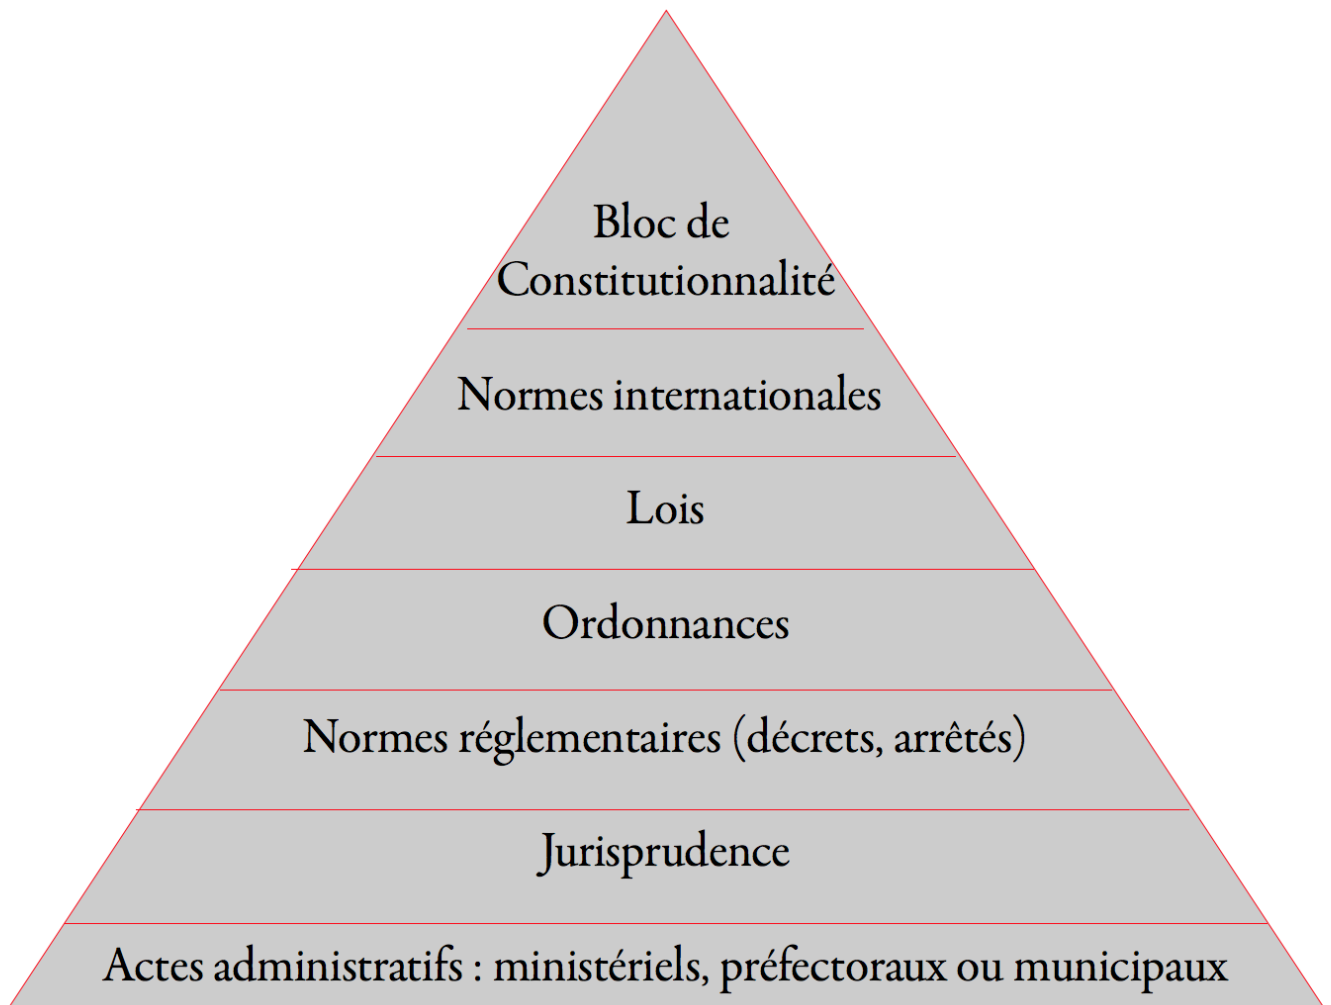 Bloc de
Constitutionnalité
Normes internationales
Lois
Ordonnances
Normes réglementaires (décrets, arrêtés)
Jurisprudence
Actes administratifs : ministériels, préfectoraux ou municipaux